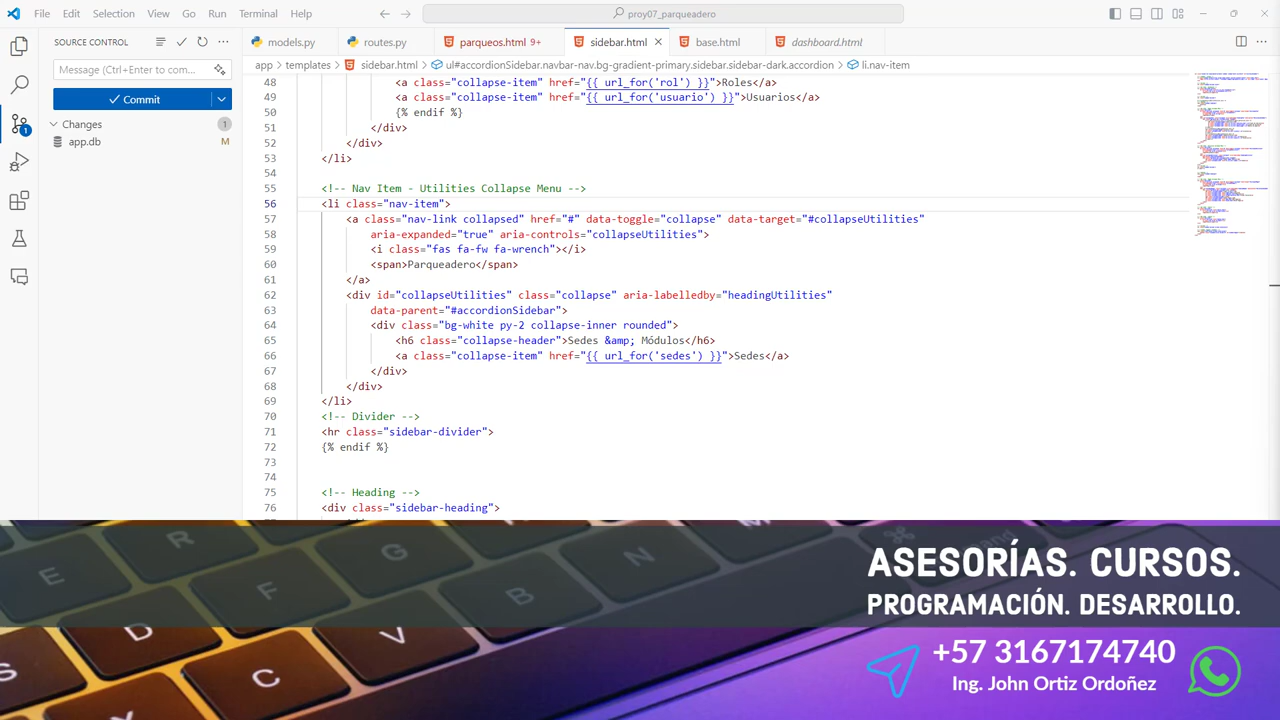 File Edit Selection View Go Run Terminal Help
proy07_parqueadero
SOURCE CONTROL
models.py
routes.py
parqueos.html 9+
sidebar.html
base.html
dashboard.html
app > templates > sidebar.html > ul#accordionSidebar.navbar-nav.bg-gradient-primary.sidebar.sidebar-dark.accordion > li.nav-item
Message (Ctrl+Enter to com...
Commit
Changes 1
app.db M
48 <a class="collapse-item" href="{{ url_for('rol') }}">Roles</a>
49 <a class="collapse-item" href="{{ url_for('usuario') }}">Usuarios</a>
50 {% endif %}
51 </div>
52 </div>
53 </li>
54
55 <!-- Nav Item - Utilities Collapse Menu -->
56 <li class="nav-item">
57 <a class="nav-link collapsed" href="#" data-toggle="collapse" data-target="#collapseUtilities"
58 aria-expanded="true" aria-controls="collapseUtilities">
59 <i class="fas fa-fw fa-wrench"></i>
60 <span>Parqueadero</span>
61 </a>
62 <div id="collapseUtilities" class="collapse" aria-labelledby="headingUtilities"
63 data-parent="#accordionSidebar">
64 <div class="bg-white py-2 collapse-inner rounded">
65 <h6 class="collapse-header">Sedes &amp; Módulos</h6>
66 <a class="collapse-item" href="{{ url_for('sedes') }}">Sedes</a>
67 </div>
68 </div>
69 </li>
70 <!-- Divider -->
71 <hr class="sidebar-divider">
72 {% endif %}
73
74
75 <!-- Heading -->
76 <div class="sidebar-heading">
ASESORÍAS. CURSOS.
PROGRAMACIÓN. DESARROLLO.
+57 3167174740
Ing. John Ortiz Ordoñez